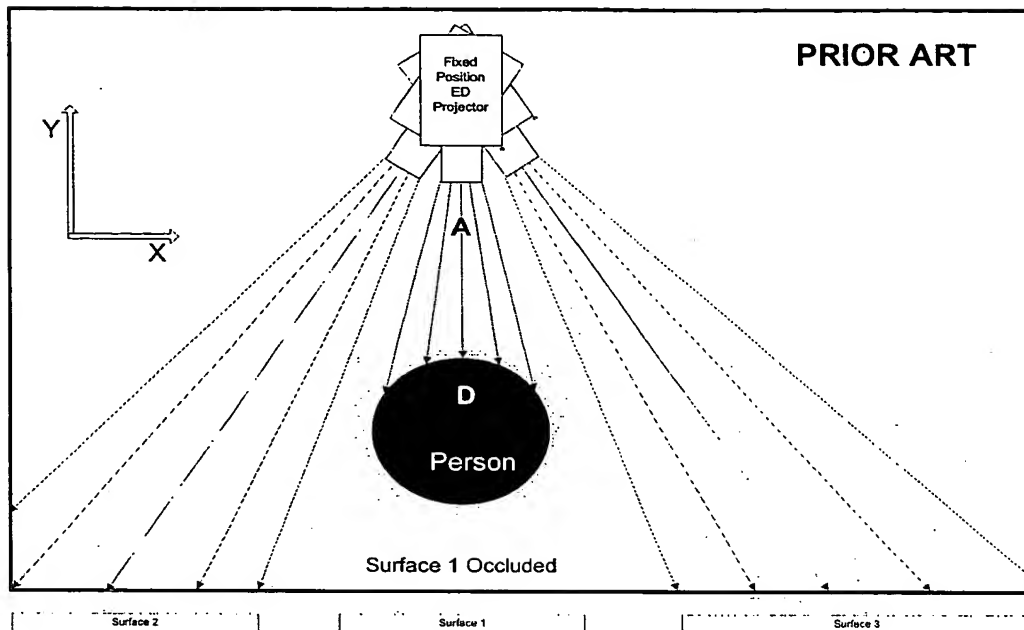 PRIOR ART
Fixed
Position
ED
Projector
Y
X
A
D
Person
Surface 1 Occluded
Surface 2
Surface 1
Surface 3